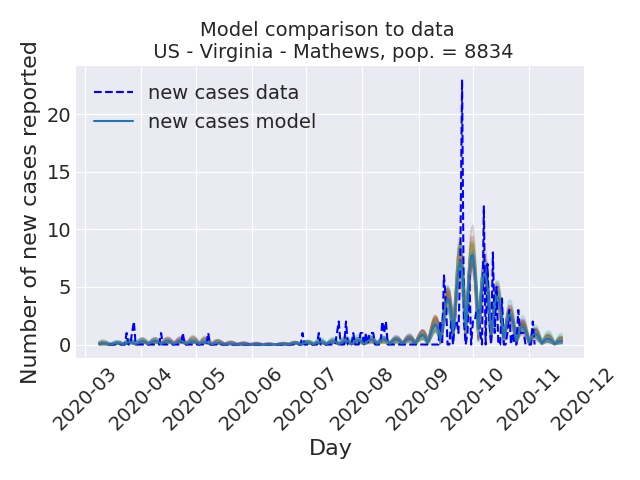 Model comparison to data
US - Virginia - Mathews, pop. = 8834
Number of new cases reported
20
15
10
5
0
new cases data
new cases model
2020-03
2020-04
2020-05
2020-06
2020-07
2020-08
2020-09
2020-10
2020-11
2020-12
Day